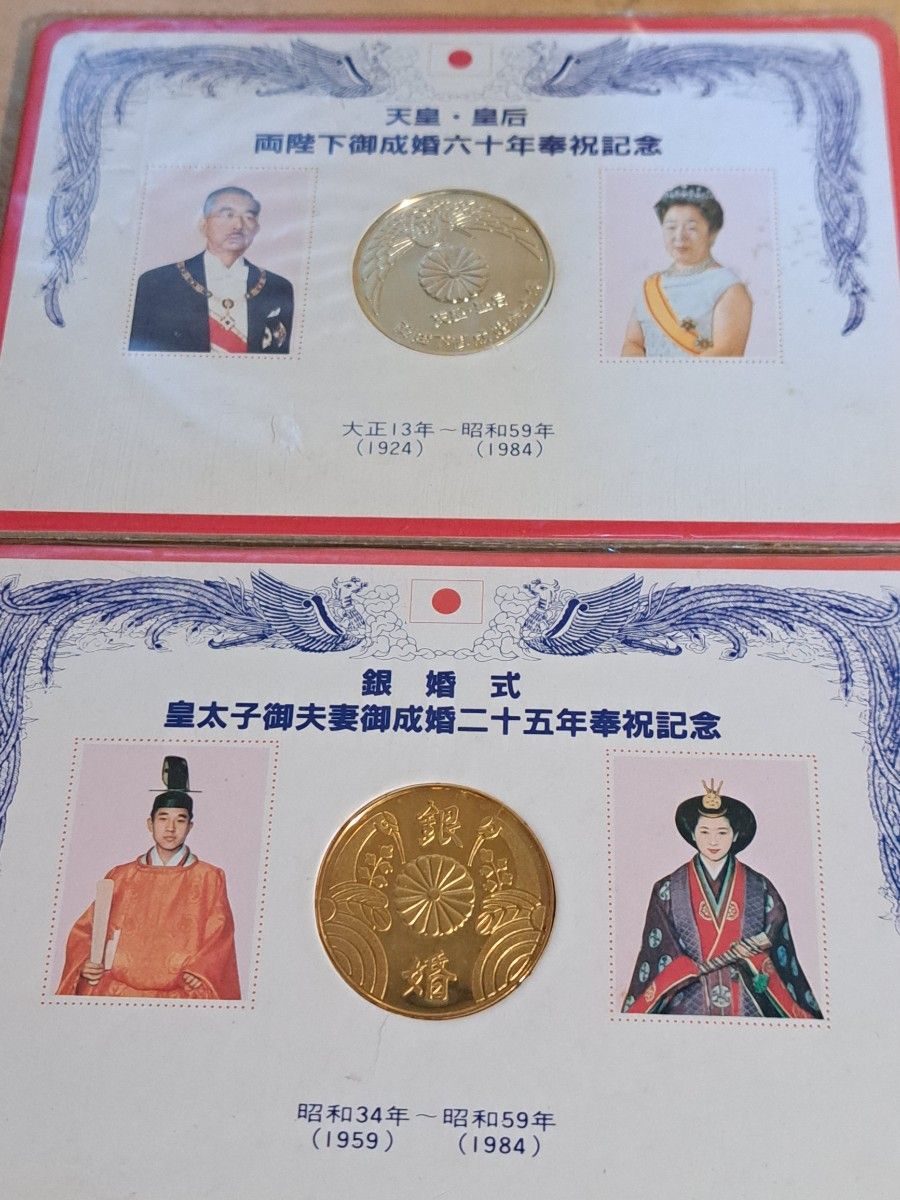 天皇・皇后
両陛下御成婚六十年奉祝記念
大正13年～昭和59年
(1924) (1984)
銀婚式
皇太子御夫妻御成婚二十五年奉祝記念
銀
婚
昭和34年～昭和59年
(1959) (1984)